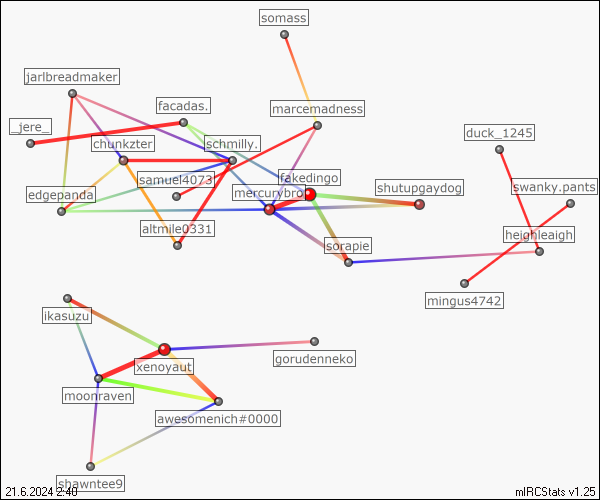 somass
jarlbreadmaker
facadas.
marcemadness
_jere_
duck_1245
chunkzter
schmilly.
samuel4073
fakedingo
shutupgaydog
swanky.pants
edgepanda
mercurybro
altmile0331
sorapie
heighleaigh
mingus4742
ikasuzu
gorudenneko
xenoyaut
moonraven
awesomenich#0000
shawntee9
21.6.2024 2:40
mIRCStats v1.25